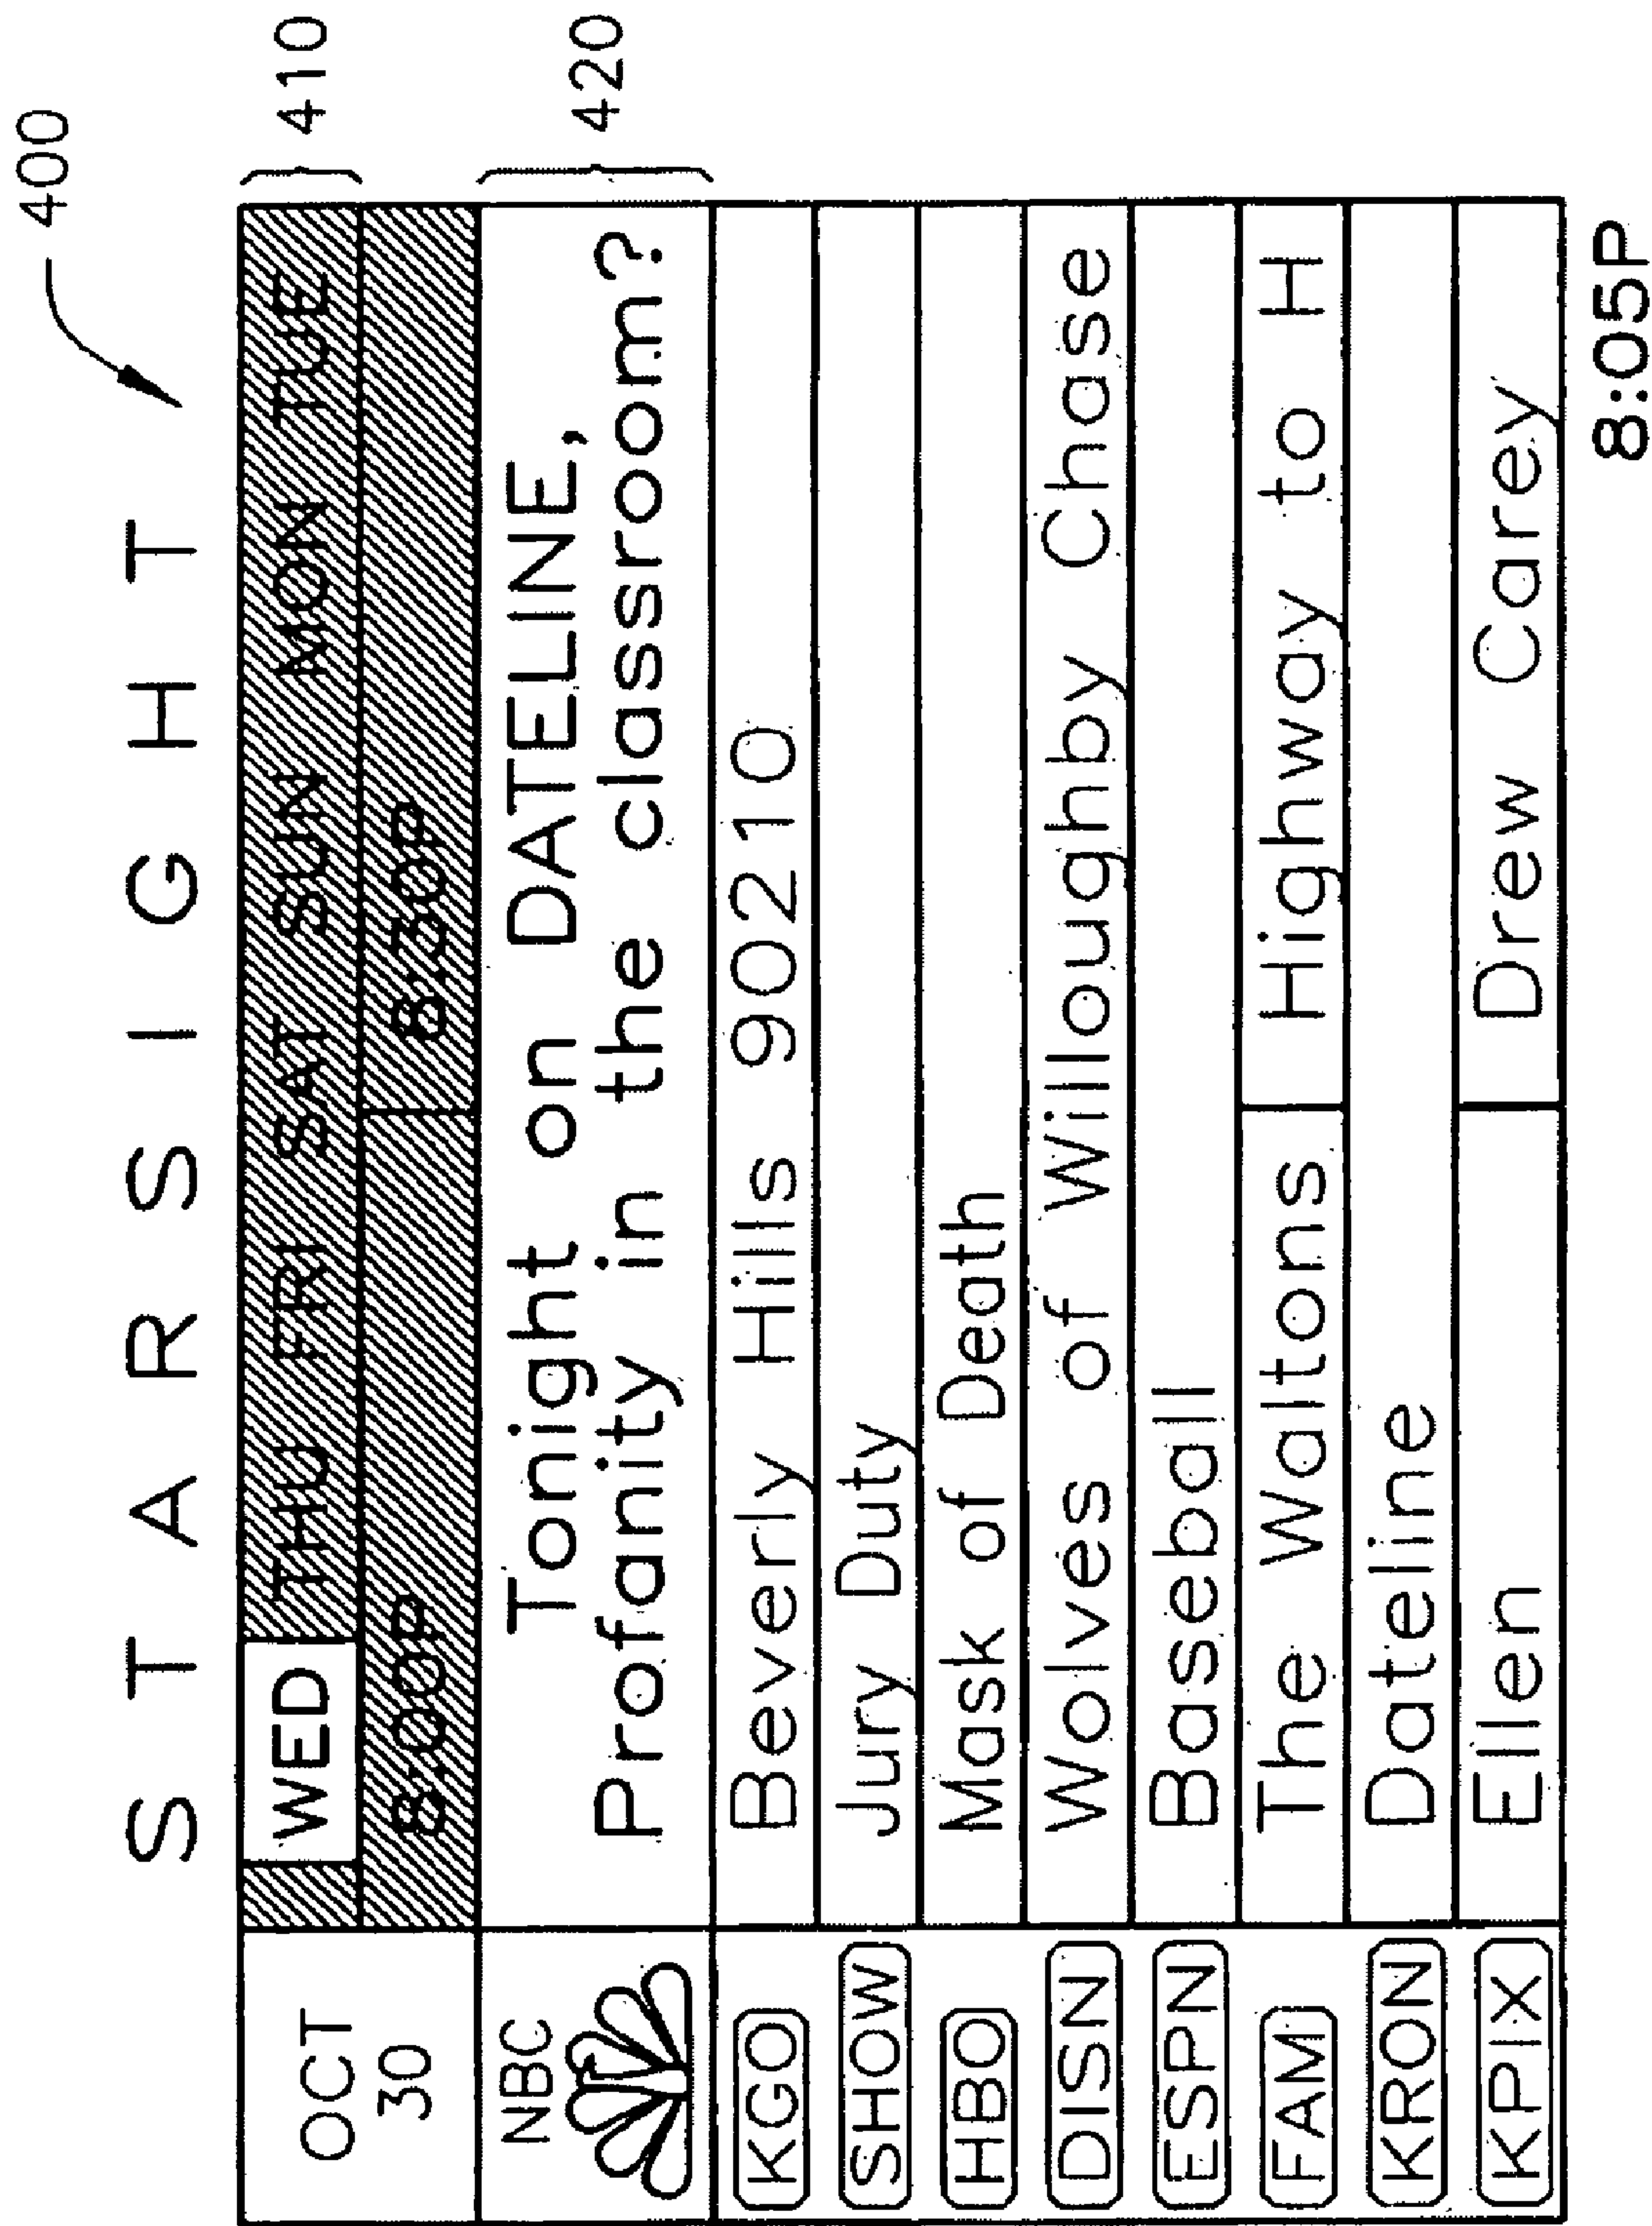 400
S T A R S I G H T
OCT 30 WED THU FRI SAT SUN MON TUE 410
8:00P 8:30P
NBC Tonight on DATELINE, 420
Profanity in the classroom?
KGO Beverly Hills 90210
SHOW Jury Duty
HBO Mask of Death
DISN Wolves of Willoughby Chase
ESPN Baseball
FAM The Waltons Highway to H
KRON Dateline
KPIX Ellen Drew Carey
8:05P